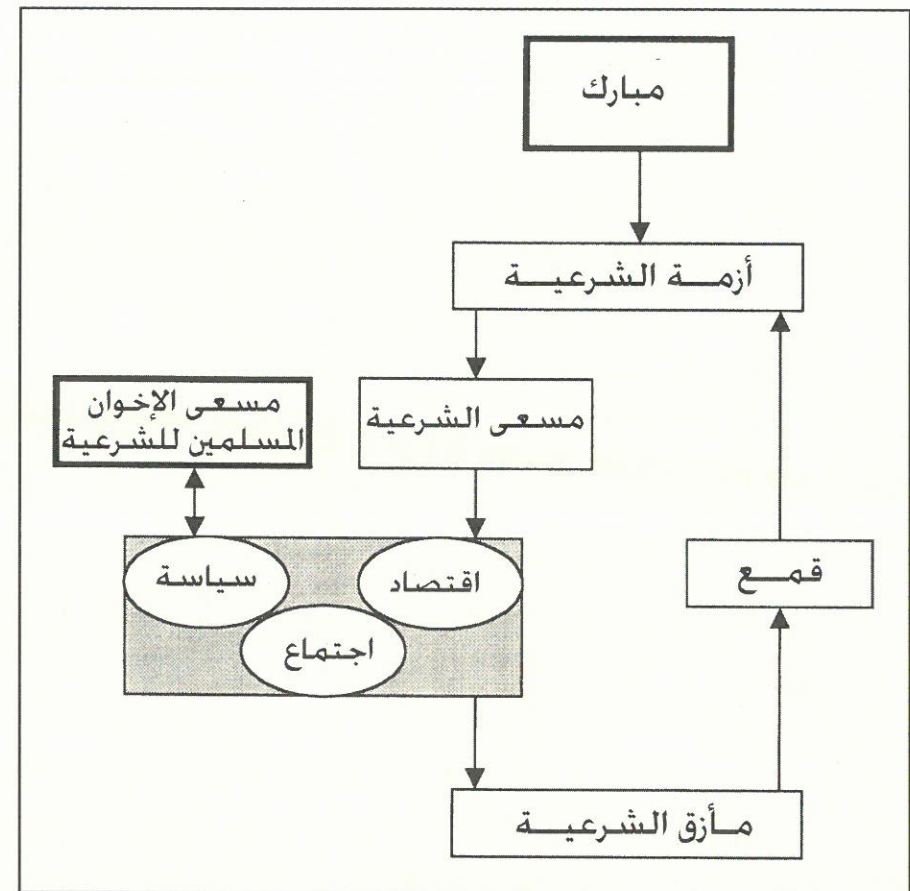 مبارك
أزمة الشرعية
مسعى الشرعية
مسعى الإخوان
المسلمين للشرعية
اقتصاد
سياسة
اجتماع
قمع
مأزق الشرعية